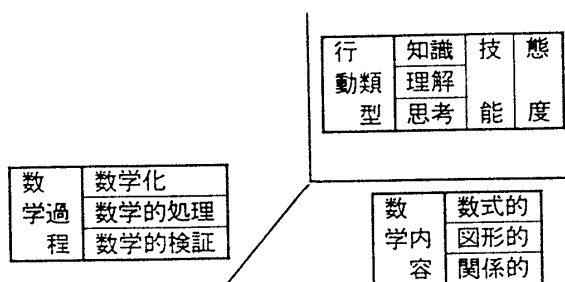 行動類型
知識
理解
思考
技能
態度
数学過程
数学化
数学的処理
数学的検証
数学内容
数式的
図形的
関係的